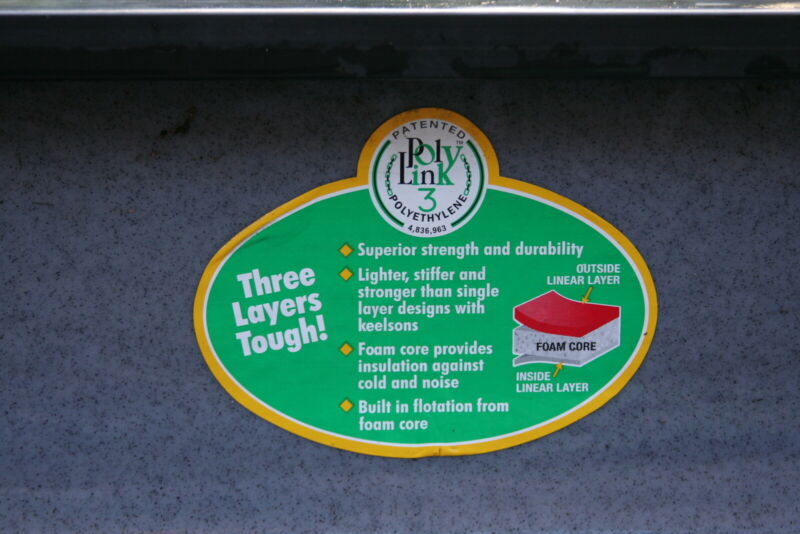 PATENTED
Poly™
Link
3
POLYETHYLENE
4,836,963
Three
Layers
Tough!
Superior strength and durability
Lighter, stiffer and
stronger than single
layer designs with
keelsons
Foam core provides
insulation against
cold and noise
Built in flotation from
foam core
OUTSIDE
LINEAR LAYER
FOAM CORE
INSIDE
LINEAR LAYER